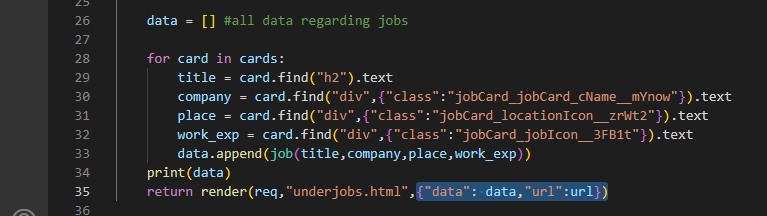 25
26 data = [] #all data regarding jobs
27
28 for card in cards:
29 title = card.find("h2").text
30 company = card.find("div",{"class":"jobCard_jobCard_cName__mYnow"}).text
31 place = card.find("div",{"class":"jobCard_locationIcon__zrWt2"}).text
32 work_exp = card.find("div",{"class":"jobCard_jobIcon__3FB1t"}).text
33 data.append(job(title,company,place,work_exp))
34 print(data)
35 return render(req,"underjobs.html",{"data": data,"url":url})
36